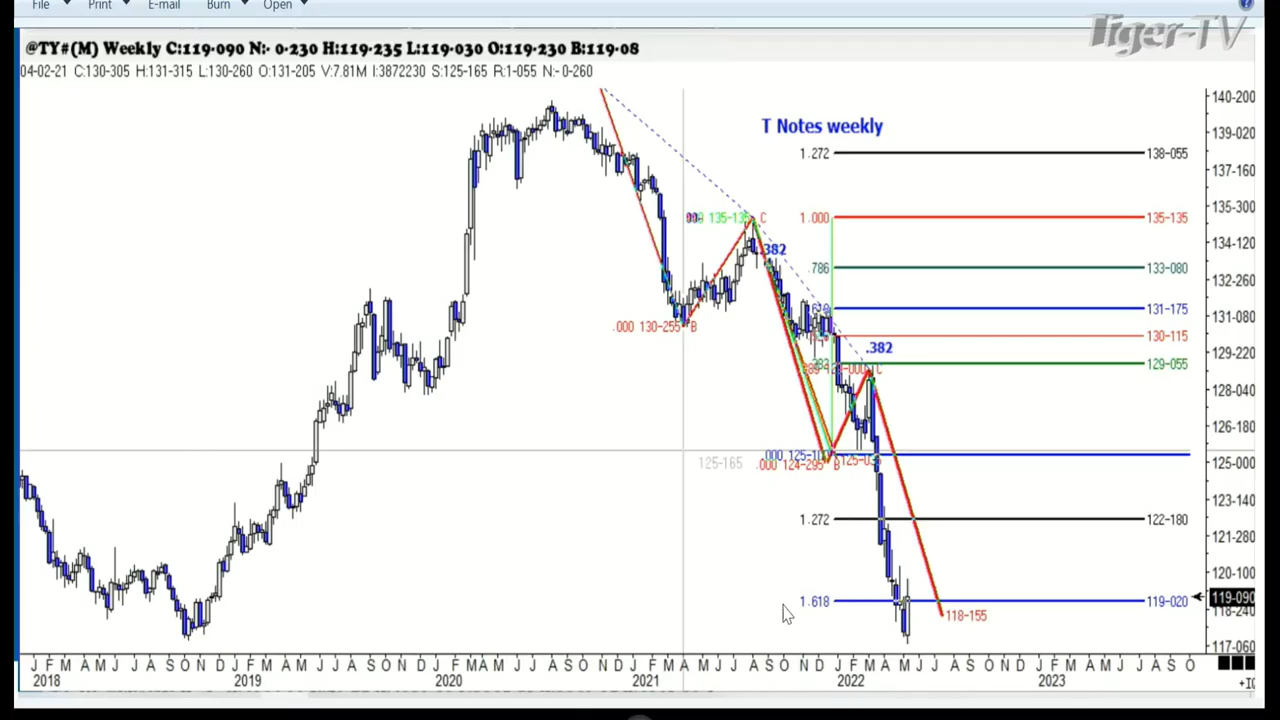 File Print E-mail Burn Open
Tiger-TV
@TY#(M) Weekly C:119-090 N:- 0-230 H:119-235 L:119-030 O:119-230 B:119-08
04-02-21 C:130-305 H:131-315 L:130-260 O:131-205 V:7.81M I:3872230 S:125-165 R:1-055 N:- 0-260
T Notes weekly
140-200
139-020
1.272 138-055
137-160
135-300
135-135 C 1.000 135-135
134-120
.382
.786 133-080
132-260
131-175
131-080
.000 130-255 B
130-115
.382
129-220
129-055
128-040
126-180
125-165
125-000
.000 124-295 B
123-140
1.272 122-180
121-280
120-100
119-090
1.618 119-020
118-240
118-155
117-060
J F M A M J J A S O N D J F M A M J J A S O N D J F M A M J J A S O N D J F M A M J J A S O N D J F M A M J J A S O N D J F M A M J J A S O
2018 2019 2020 2021 2022 2023